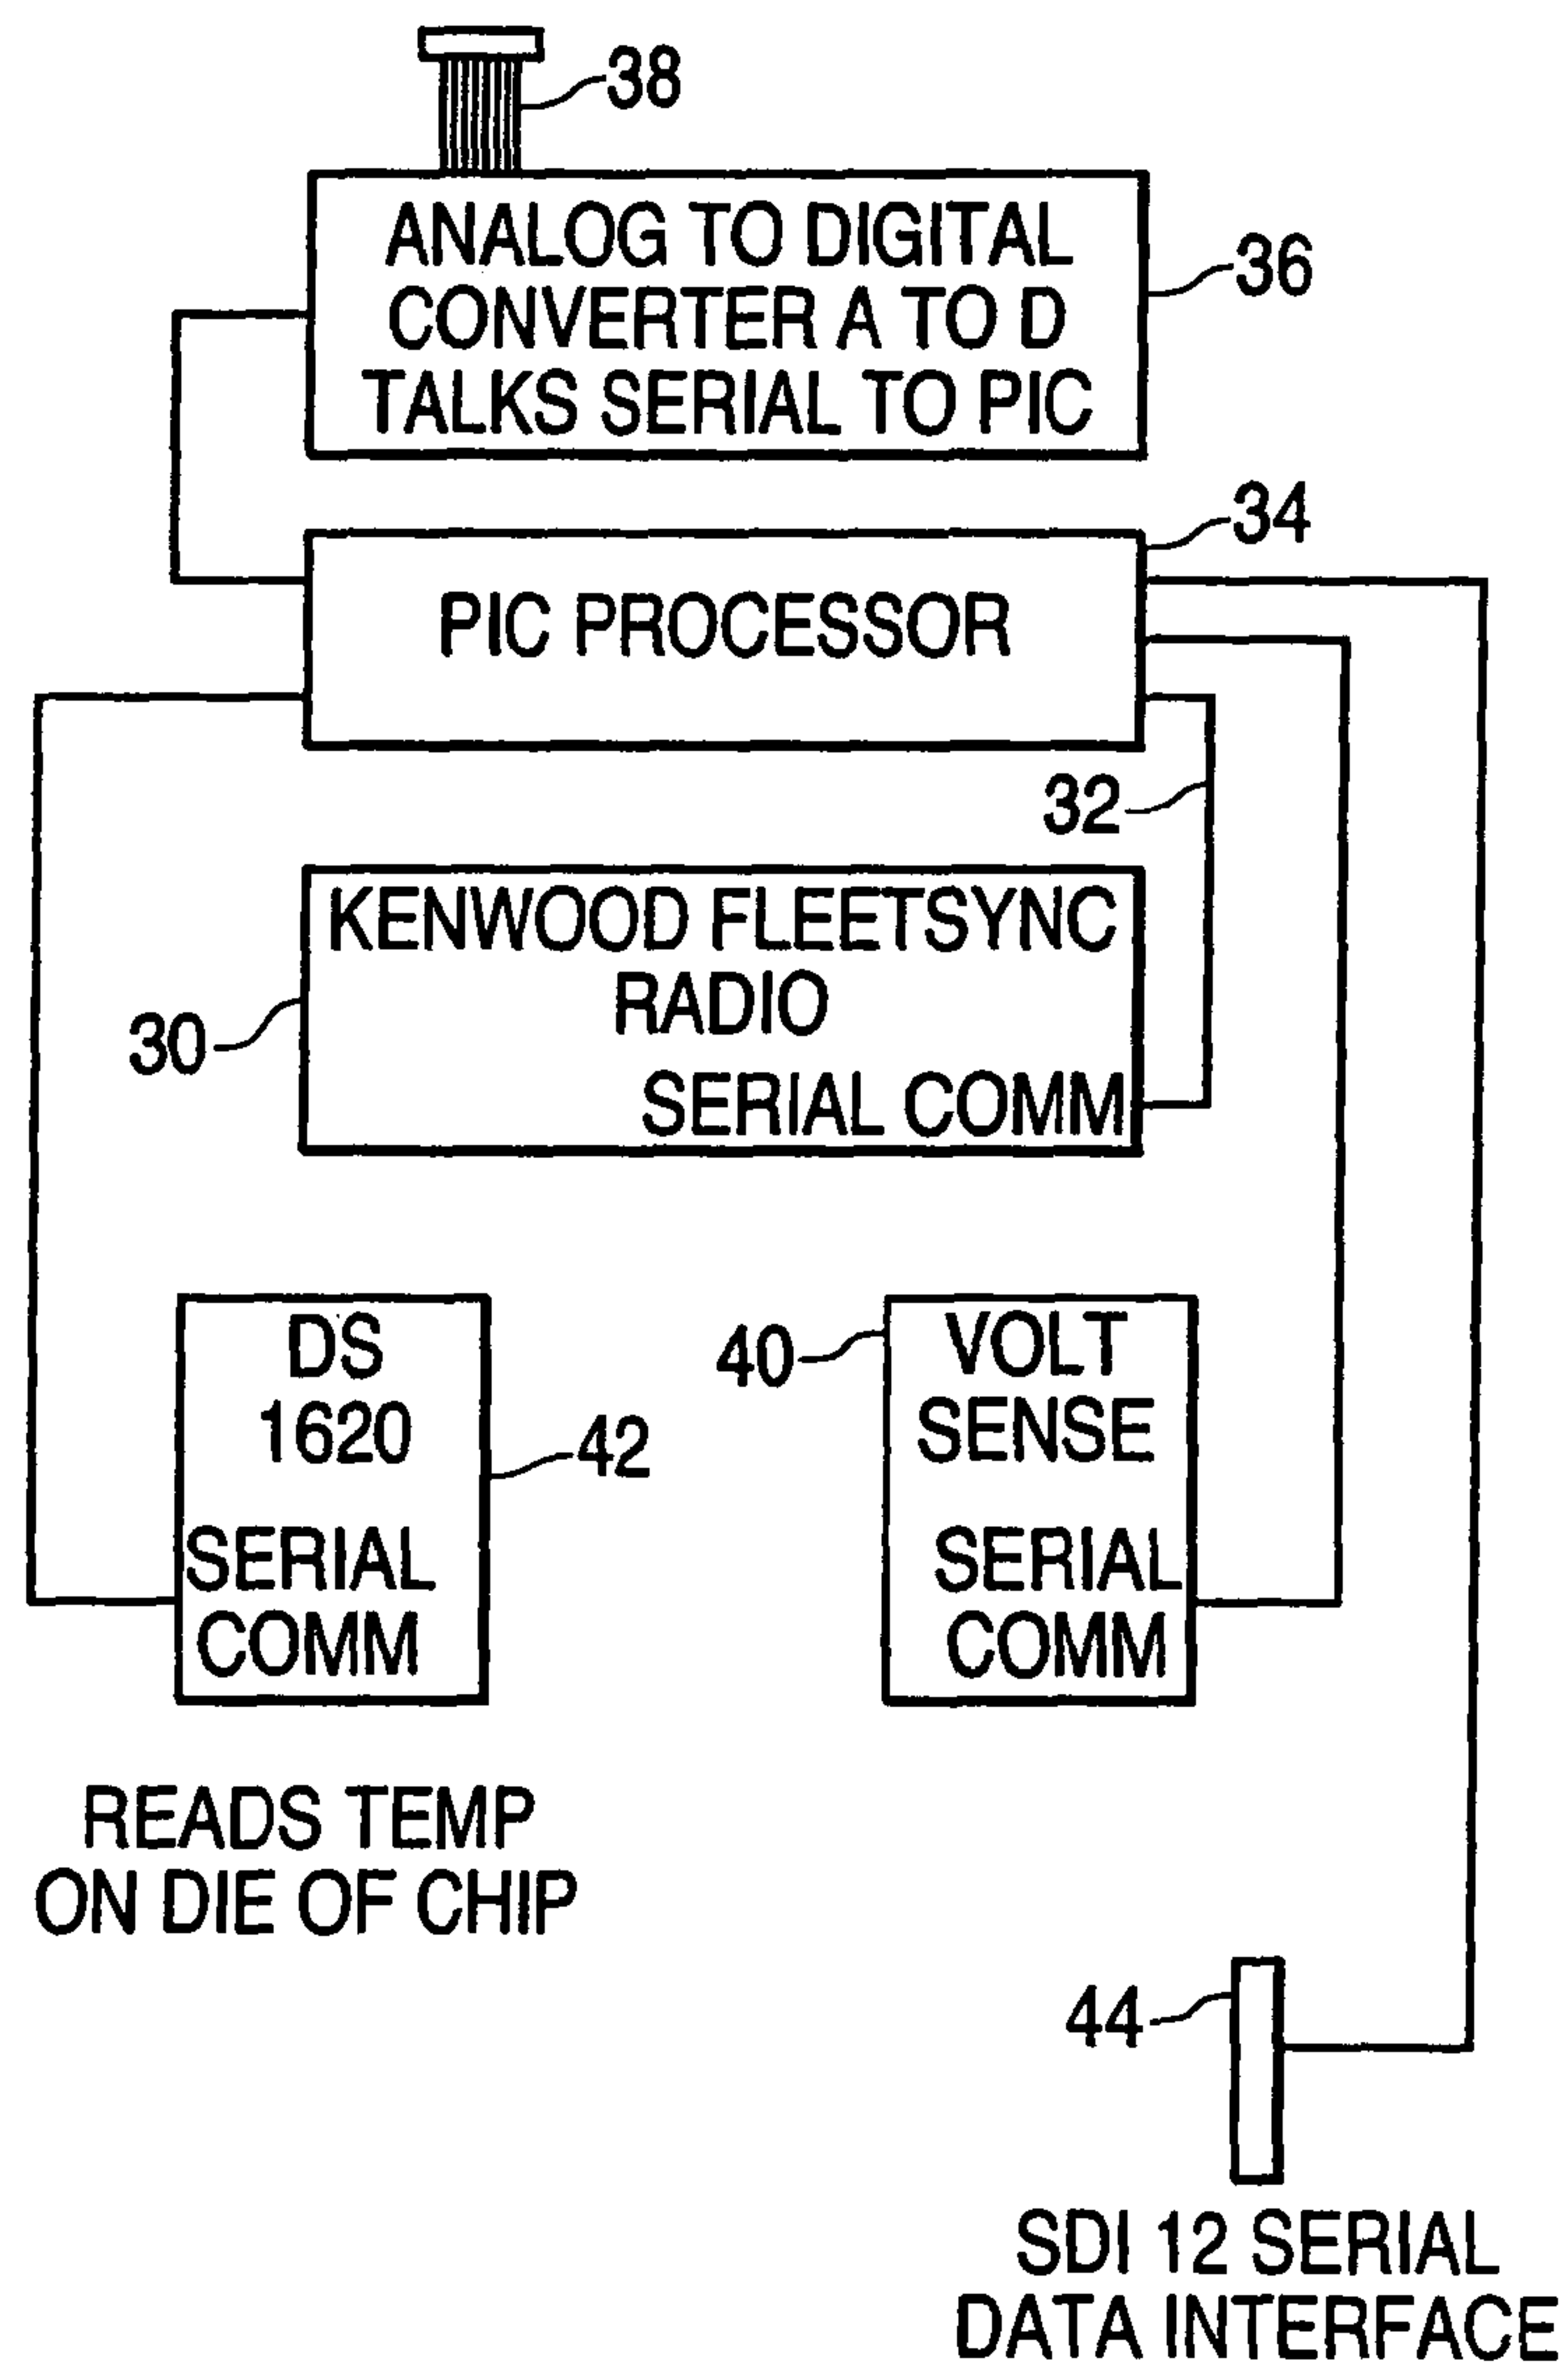 38
ANALOG TO DIGITAL
CONVERTER A TO D
TALKS SERIAL TO PIC
36
34
PIC PROCESSOR
32
KENWOOD FLEETSYNC
RADIO
SERIAL COMM
30
DS
1620
SERIAL
COMM
42
40
VOLT
SENSE
SERIAL
COMM
READS TEMP
ON DIE OF CHIP
44
SDI 12 SERIAL
DATA INTERFACE